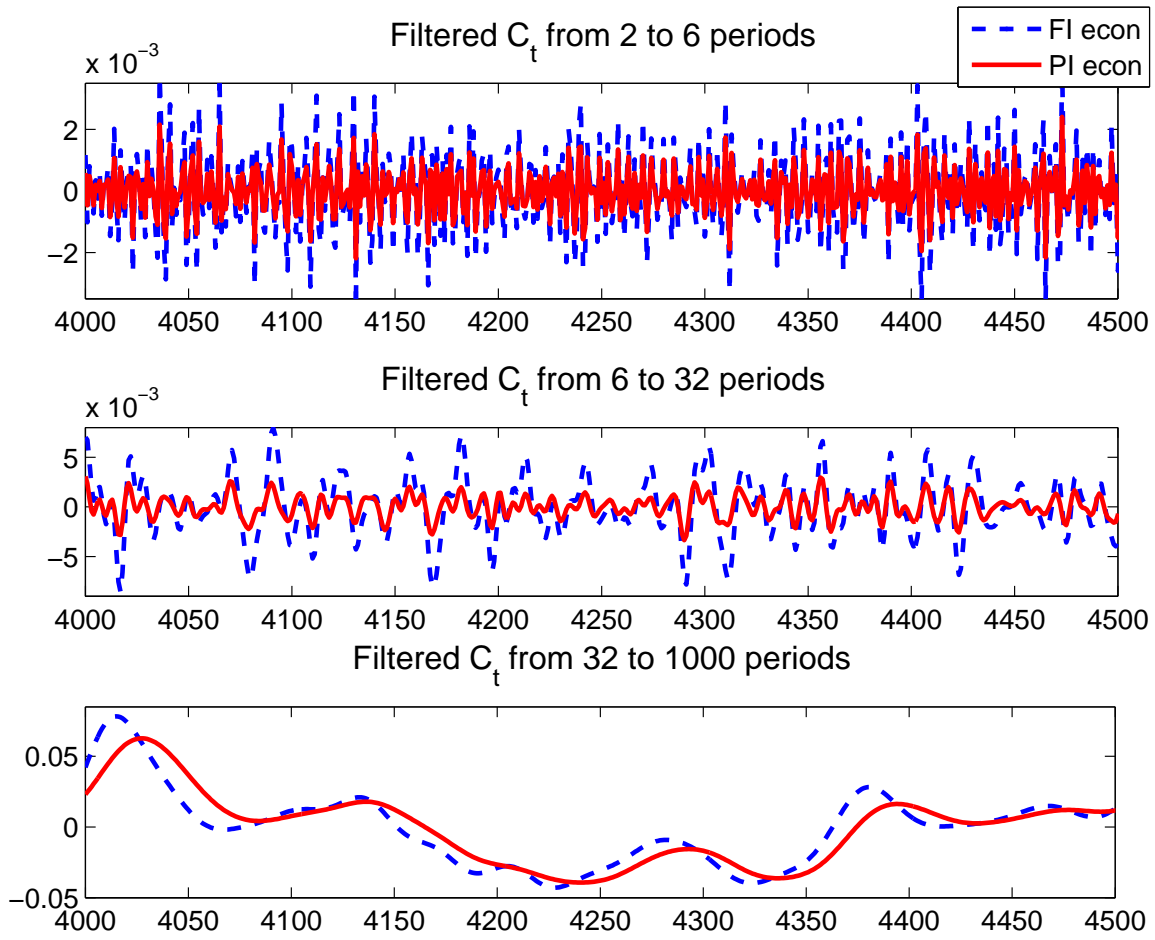 Filtered C_t from 2 to 6 periods
FI econ
PI econ
x 10^−3
2
0
−2
4000 4050 4100 4150 4200 4250 4300 4350 4400 4450 4500
Filtered C_t from 6 to 32 periods
x 10^−3
5
0
−5
4000 4050 4100 4150 4200 4250 4300 4350 4400 4450 4500
Filtered C_t from 32 to 1000 periods
0.05
0
−0.05
4000 4050 4100 4150 4200 4250 4300 4350 4400 4450 4500